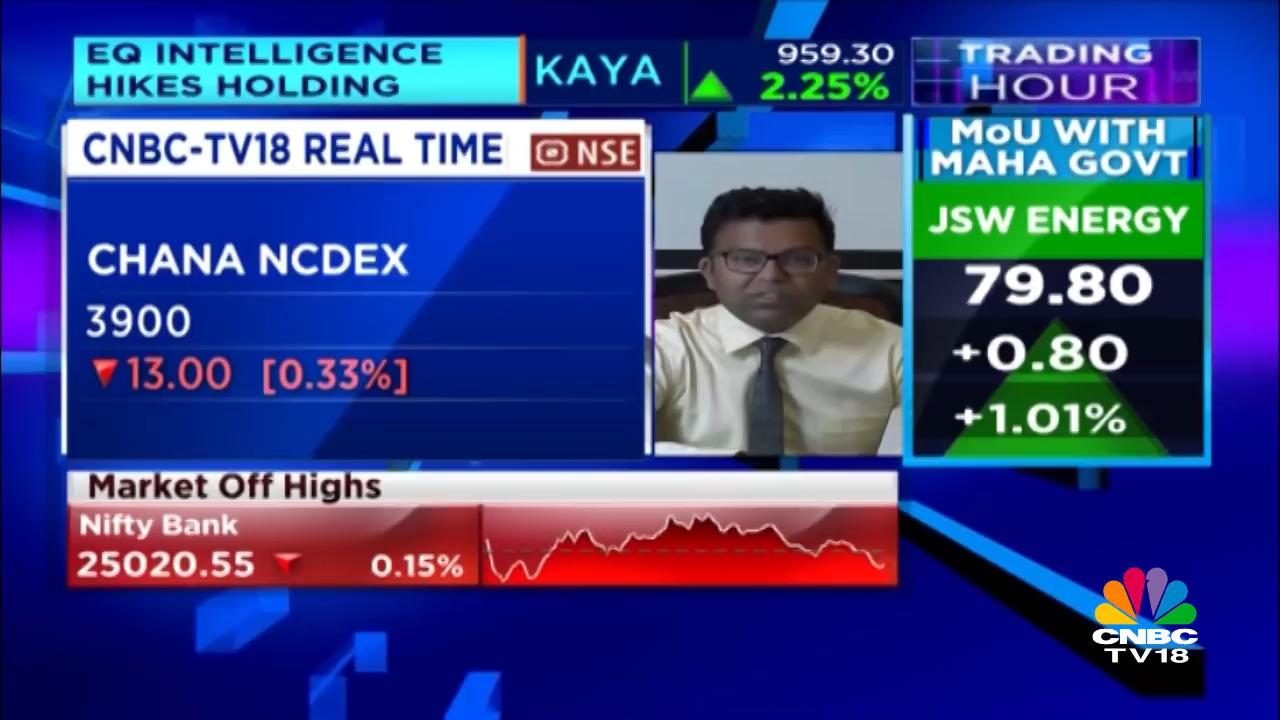 EQ INTELLIGENCE
HIKES HOLDING
KAYA
959.30
2.25%
TRADING
HOUR
CNBC-TV18 REAL TIME
NSE
CHANA NCDEX
3900
13.00 [0.33%]
MoU WITH
MAHA GOVT
JSW ENERGY
79.80
+0.80
+1.01%
Market Off Highs
Nifty Bank
25020.55
0.15%
CNBC
TV18